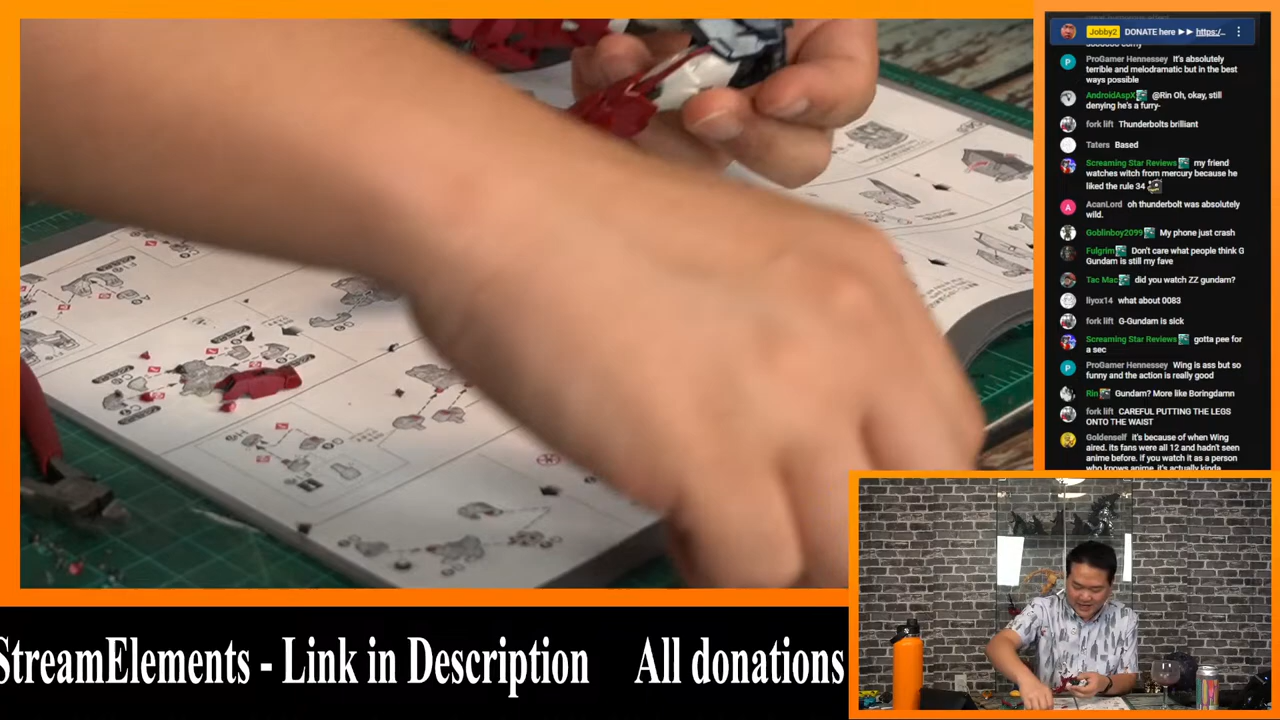 Jobby2 DONATE here ►► https:/...
ProGamer Hennessey It's absolutely
terrible and melodramatic but in the best
ways possible
AndroidAspX @Rin Oh, okay, still
denying he's a furry-
fork lift Thunderbolts brilliant
Taters Based
Screaming Star Reviews my friend
watches witch from mercury because he
liked the rule 34
AcanLord oh thunderbolt was absolutely
wild.
Goblinboy2099 My phone just crash
Fulgrim Don't care what people think G
Gundam is still my fave
Tac Mac did you watch ZZ gundam?
liyox14 what about 0083
fork lift G-Gundam is sick
Screaming Star Reviews gotta pee for
a sec
ProGamer Hennessey Wing is ass but so
funny and the action is really good
Rin Gundam? More like Boringdamn
fork lift CAREFUL PUTTING THE LEGS
ONTO THE WAIST
Goldenself it's because of when Wing
aired. its fans were all 12 and hadn't seen
anime before. if you watch it as a person
who knows anime, it's actually kinda
StreamElements - Link in Description All donations